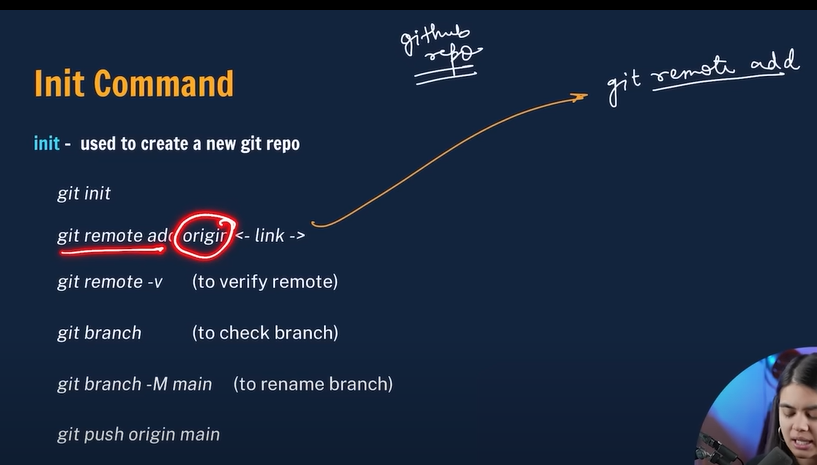 github
repo
git remote add
Init Command
init - used to create a new git repo
git init
git remote add origin <- link ->
git remote -v (to verify remote)
git branch (to check branch)
git branch -M main (to rename branch)
git push origin main